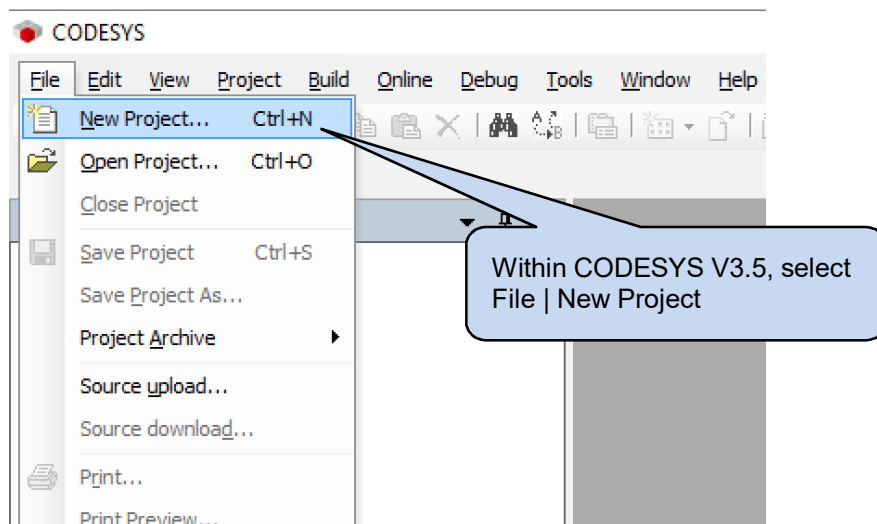 CODESYS
File Edit View Project Build Online Debug Tools Window Help
New Project... Ctrl+N
Open Project... Ctrl+O
Close Project
Save Project Ctrl+S
Save Project As...
Project Archive
Source upload...
Source download...
Print...
Print Preview...
Within CODESYS V3.5, select
File | New Project